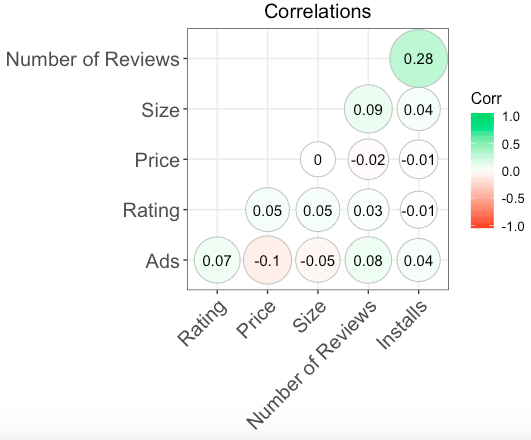 Correlations
Number of Reviews
0.28
Corr
Size
0.09
0.04
1.0
0.5
0.0
-0.5
-1.0
Price
0
-0.02
-0.01
Rating
0.05
0.05
0.03
-0.01
Ads
0.07
-0.1
-0.05
0.08
0.04
Rating
Price
Size
Number of Reviews
Installs